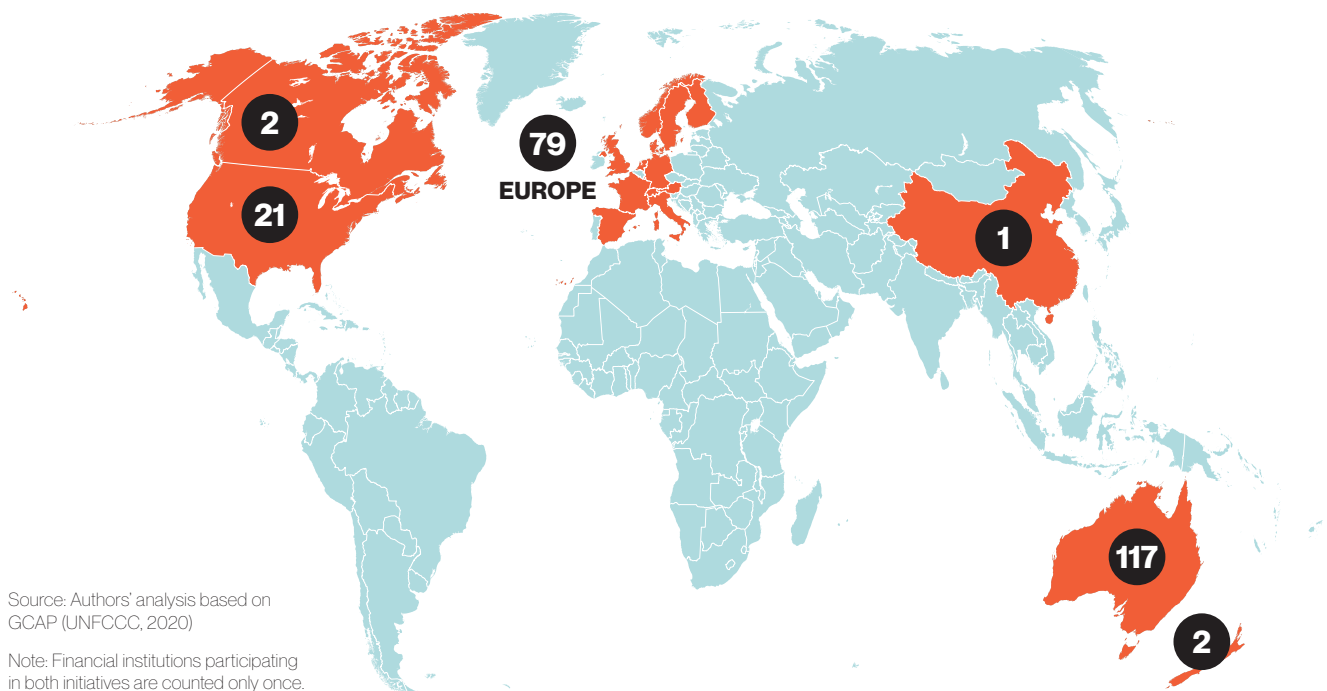 2
79
EUROPE
21
1
117
2
Source: Authors’ analysis based on
GCAP (UNFCCC, 2020)
Note: Financial institutions participating
in both initiatives are counted only once.